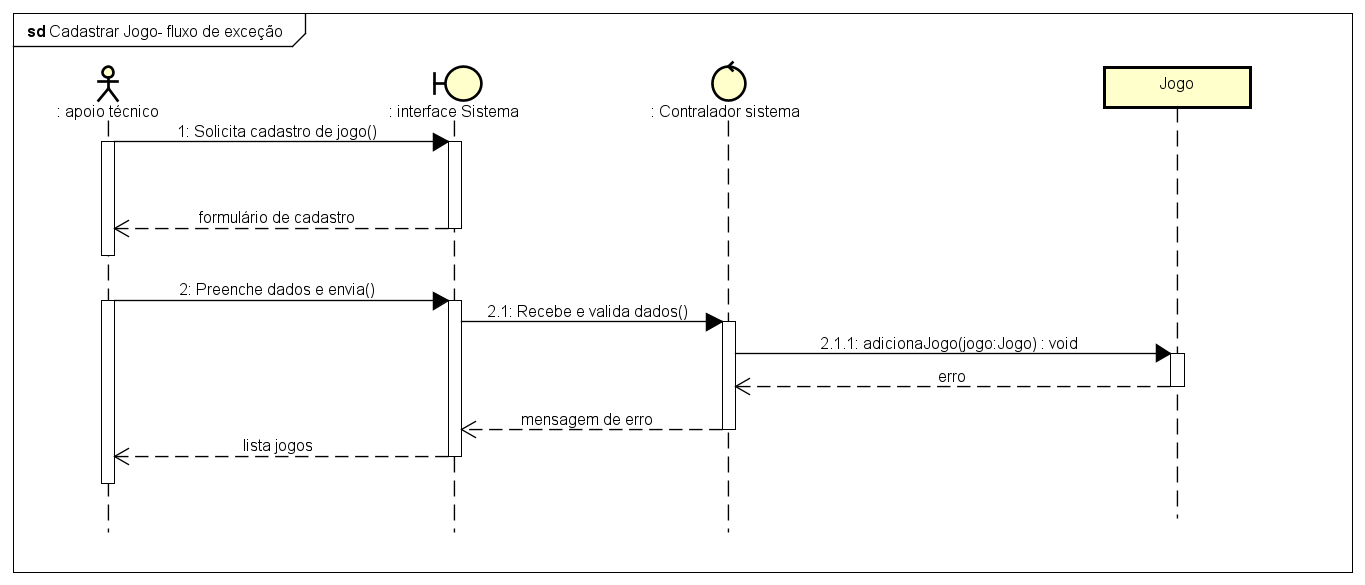 sd Cadastrar Jogo- fluxo de exceção
: apoio técnico
: interface Sistema
: Contralador sistema
Jogo
1: Solicita cadastro de jogo()
formulário de cadastro
2: Preenche dados e envia()
2.1: Recebe e valida dados()
2.1.1: adicionaJogo(jogo:Jogo) : void
erro
mensagem de erro
lista jogos